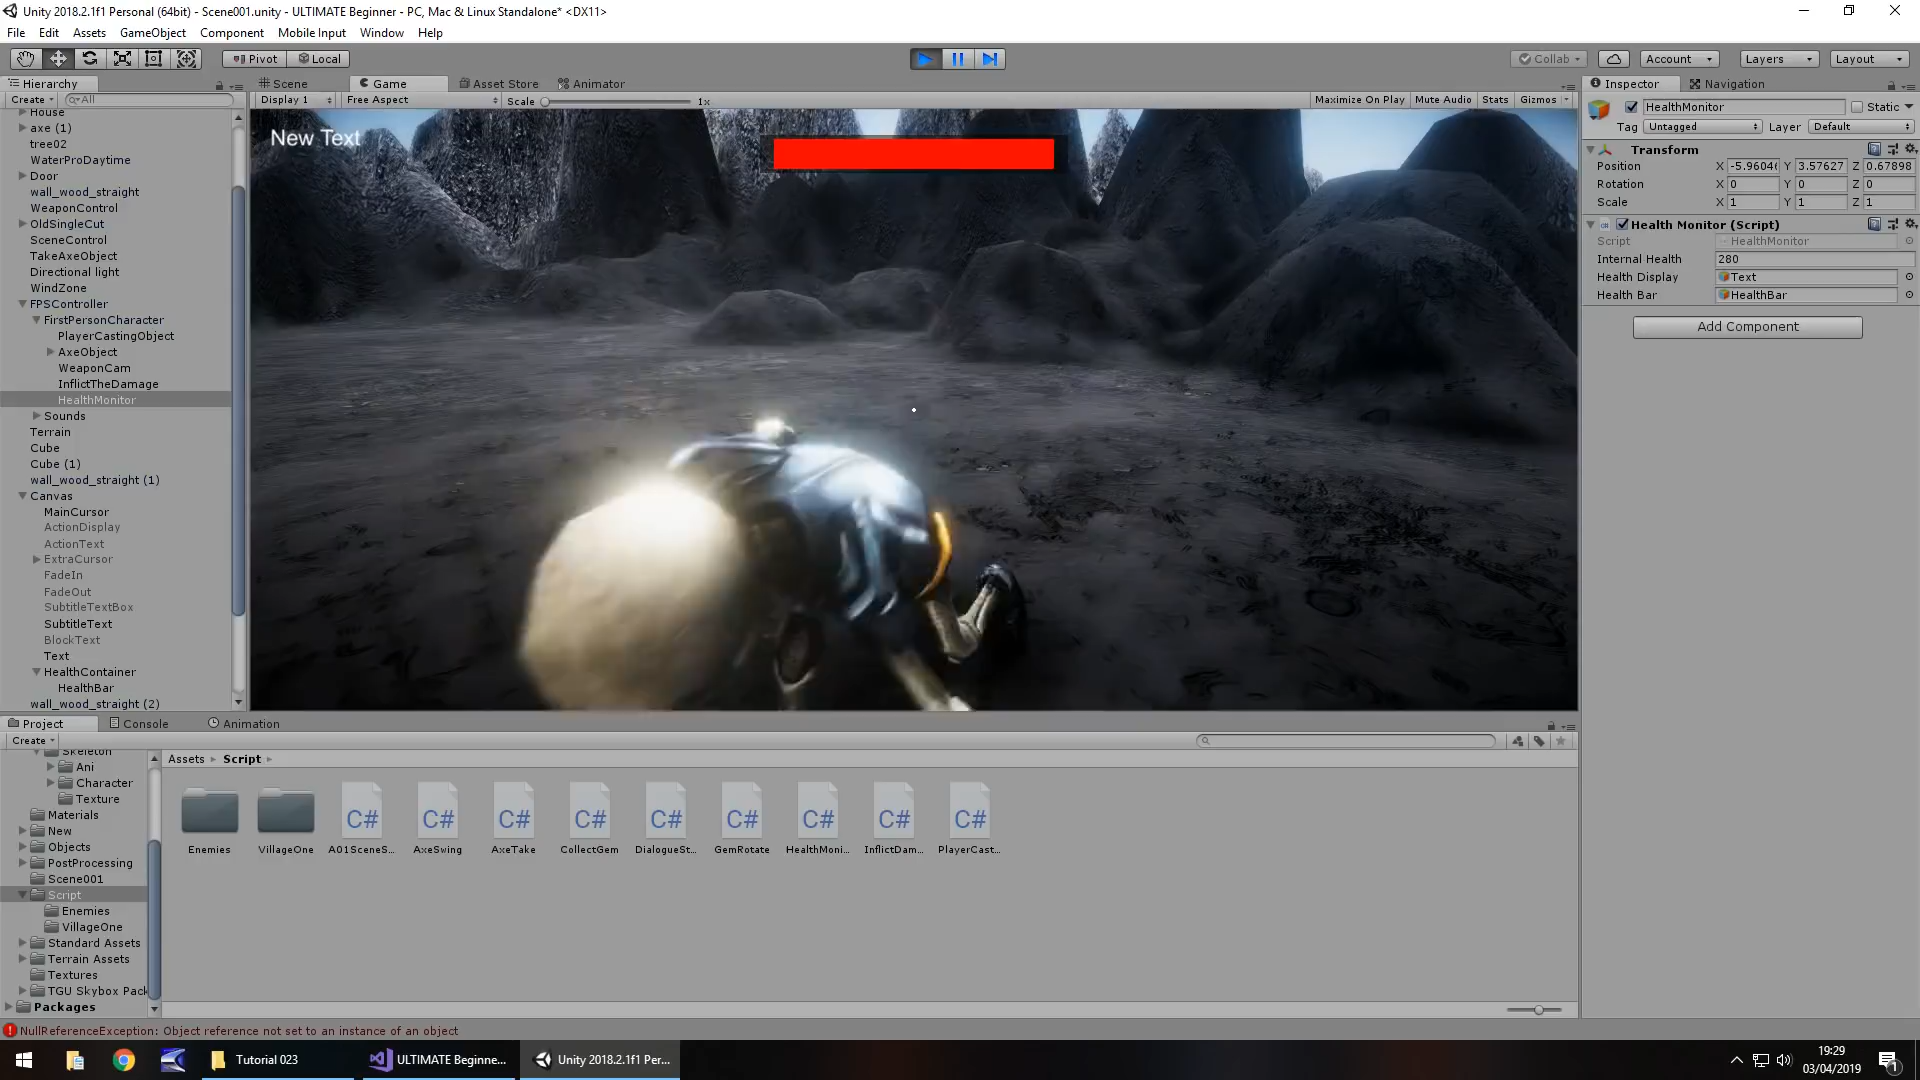 Unity 2018.2.1f1 Personal (64bit) - Scene001.unity - ULTIMATE Beginner - PC, Mac & Linux Standalone* <DX11>
File Edit Assets GameObject Component Mobile Input Window Help
Pivot Local Collab Account Layers Layout
Hierarchy Scene Game Asset Store Animator Inspector Navigation
Create All Display 1 Free Aspect Scale 1x Maximize On Play Mute Audio Stats Gizmos HealthMonitor Static
Tag Untagged Layer Default
House
axe (1)
tree02
WaterProDaytime
Door
wall_wood_straight
WeaponControl
OldSingleCut
SceneControl
TakeAxeObject
Directional light
WindZone
FPSController
FirstPersonCharacter
PlayerCastingObject
AxeObject
WeaponCam
InflictTheDamage
HealthMonitor
Sounds
Terrain
Cube
Cube (1)
wall_wood_straight (1)
Canvas
MainCursor
ActionDisplay
ActionText
ExtraCursor
FadeIn
FadeOut
SubtitleTextBox
SubtitleText
BlockText
Text
HealthContainer
HealthBar
wall_wood_straight (2)
New Text
Transform
Position X -5.9604 Y 3.57627 Z 0.67898
Rotation X 0 Y 0 Z 0
Scale X 1 Y 1 Z 1
Health Monitor (Script)
Script HealthMonitor
Internal Health 280
Health Display Text
Health Bar HealthBar
Add Component
Project Console Animation
Create
Skeleton
Ani
Character
Texture
Materials
New
Objects
PostProcessing
Scene001
Script
Enemies
VillageOne
Standard Assets
Terrain Assets
Textures
TGU Skybox Pack
Packages
Assets Script
C# C# C# C# C# C# C# C# C#
Enemies VillageOne A01SceneS... AxeSwing AxeTake CollectGem DialogueSt... GemRotate HealthMoni... InflictDam... PlayerCast...
NullReferenceException: Object reference not set to an instance of an object
Tutorial 023 ULTIMATE Beginne... Unity 2018.2.1f1 Per...
19:29
03/04/2019
1